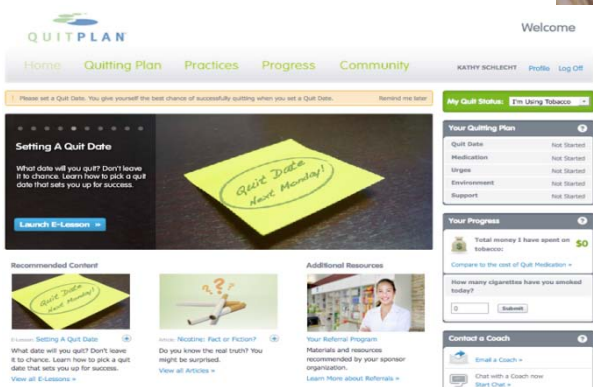 QUITPLAN
Welcome
Home Quitting Plan Practices Progress Community
KATHY SCHLECHT Profile Log Off
! Please set a Quit Date. You give yourself the best chance of successfully quitting when you set a Quit Date. Remind me later
My Quit Status: I'm Using Tobacco
Setting A Quit Date
What date will you quit? Don't leave
it to chance. Learn how to pick a quit
date that sets you up for success.
Launch E-Lesson »
Quit Date
Next Monday!
Your Quitting Plan ?
Quit Date Not Started
Medication Not Started
Urges Not Started
Environment Not Started
Support Not Started
Your Progress ?
Total money I have spent on
tobacco:
$0
Compare to the cost of Quit Medication »
How many cigarettes have you smoked
today?
0 Submit
Recommended Content
Quit Date
Next Monday!
E-Lesson: Setting A Quit Date
What date will you quit? Don't leave
it to chance. Learn how to pick a quit
date that sets you up for success.
View all E-Lessons »
???
Article: Nicotine: Fact or Fiction?
Do you know the real truth? You
might be surprised.
View all Articles »
Additional Resources
Your Referral Program
Materials and resources
recommended by your sponsor
organization.
Learn More about Referrals »
Contact a Coach ?
Email a Coach »
Chat with a Coach now
Start Chat »